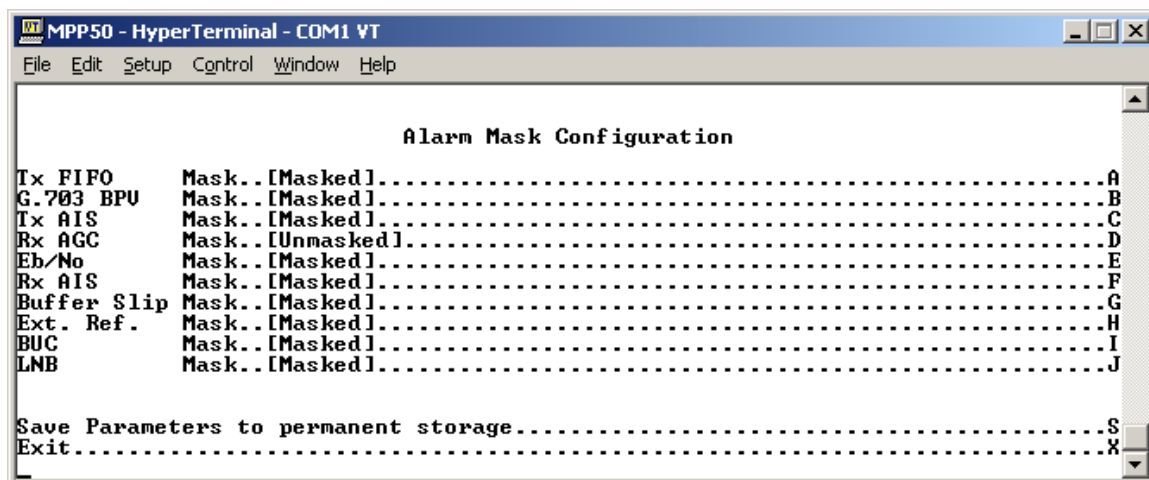 MPP50 - HyperTerminal - COM1 VT
File Edit Setup Control Window Help
Alarm Mask Configuration
Tx FIFO Mask..[Masked].......................................................A
G.703 BPV Mask..[Masked].......................................................B
Tx AIS Mask..[Masked].......................................................C
Rx AGC Mask..[Unmasked].....................................................D
Eb/No Mask..[Masked].......................................................E
Rx AIS Mask..[Masked].......................................................F
Buffer Slip Mask..[Masked].......................................................G
Ext. Ref. Mask..[Masked].......................................................H
BUC Mask..[Masked].......................................................I
LNB Mask..[Masked].......................................................J
Save Parameters to permanent storage.............................................S
Exit.............................................................................X